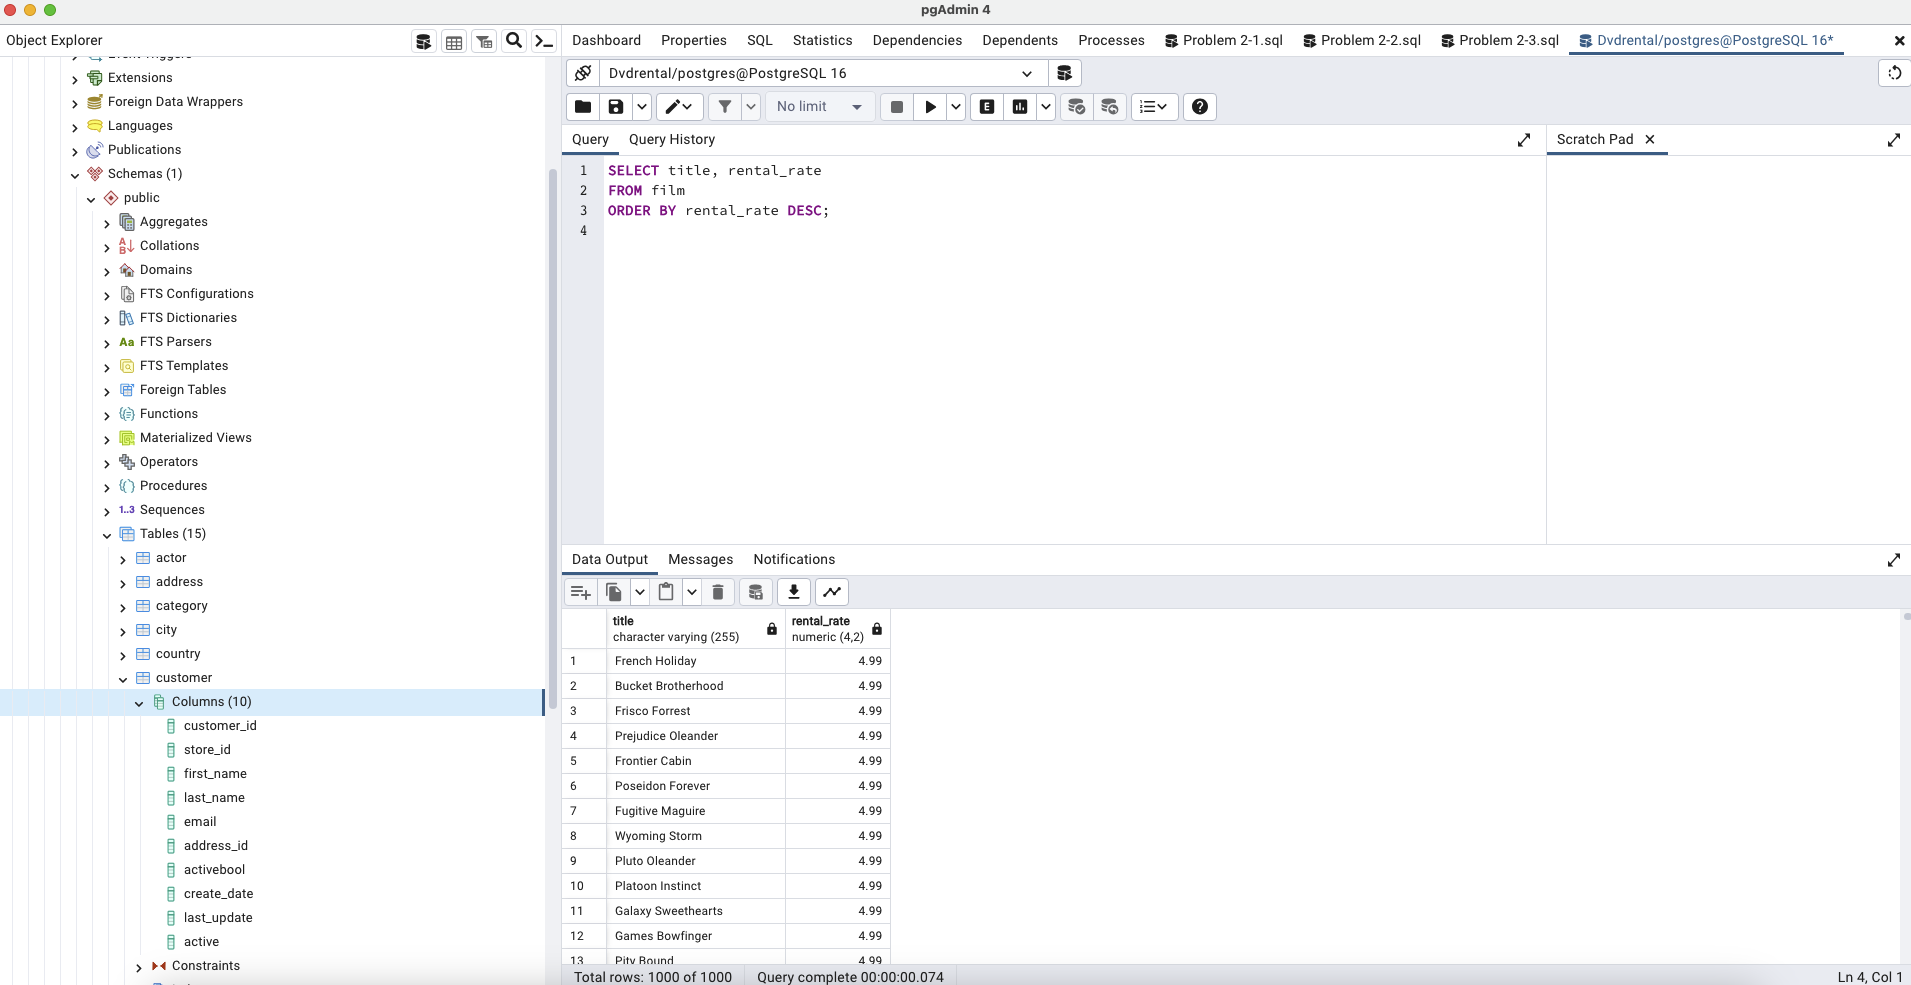 pgAdmin 4
Object Explorer
Event Triggers
Extensions
Foreign Data Wrappers
Languages
Publications
Schemas (1)
public
Aggregates
Collations
Domains
FTS Configurations
FTS Dictionaries
Aa FTS Parsers
FTS Templates
Foreign Tables
Functions
Materialized Views
Operators
Procedures
1..3 Sequences
Tables (15)
actor
address
category
city
country
customer
Columns (10)
customer_id
store_id
first_name
last_name
email
address_id
activebool
create_date
last_update
active
Constraints
Dashboard Properties SQL Statistics Dependencies Dependents Processes Problem 2-1.sql Problem 2-2.sql Problem 2-3.sql Dvdrental/postgres@PostgreSQL 16*
Dvdrental/postgres@PostgreSQL 16
No limit E
Query Query History Scratch Pad
1 SELECT title, rental_rate
2 FROM film
3 ORDER BY rental_rate DESC;
4
Data Output Messages Notifications
title rental_rate
character varying (255) numeric (4,2)
1 French Holiday 4.99
2 Bucket Brotherhood 4.99
3 Frisco Forrest 4.99
4 Prejudice Oleander 4.99
5 Frontier Cabin 4.99
6 Poseidon Forever 4.99
7 Fugitive Maguire 4.99
8 Wyoming Storm 4.99
9 Pluto Oleander 4.99
10 Platoon Instinct 4.99
11 Galaxy Sweethearts 4.99
12 Games Bowfinger 4.99
13 Pity Bound 4.99
Total rows: 1000 of 1000 Query complete 00:00:00.074 Ln 4, Col 1